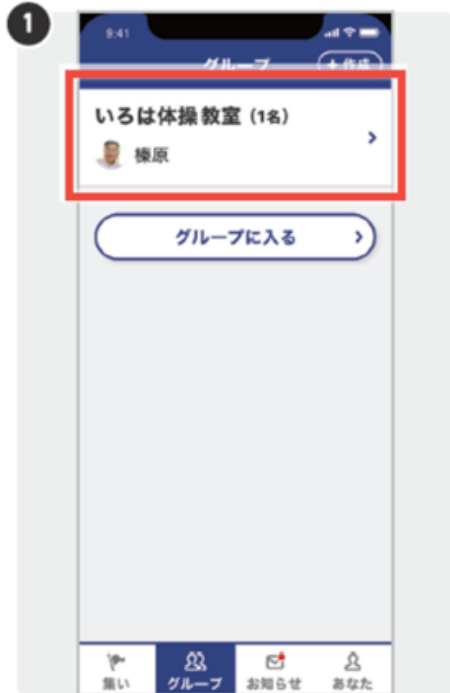 1
9:41
グループ
+作成
いろは体操教室 (1名)
榛原
グループに入る
集い
グループ
お知らせ
あなた